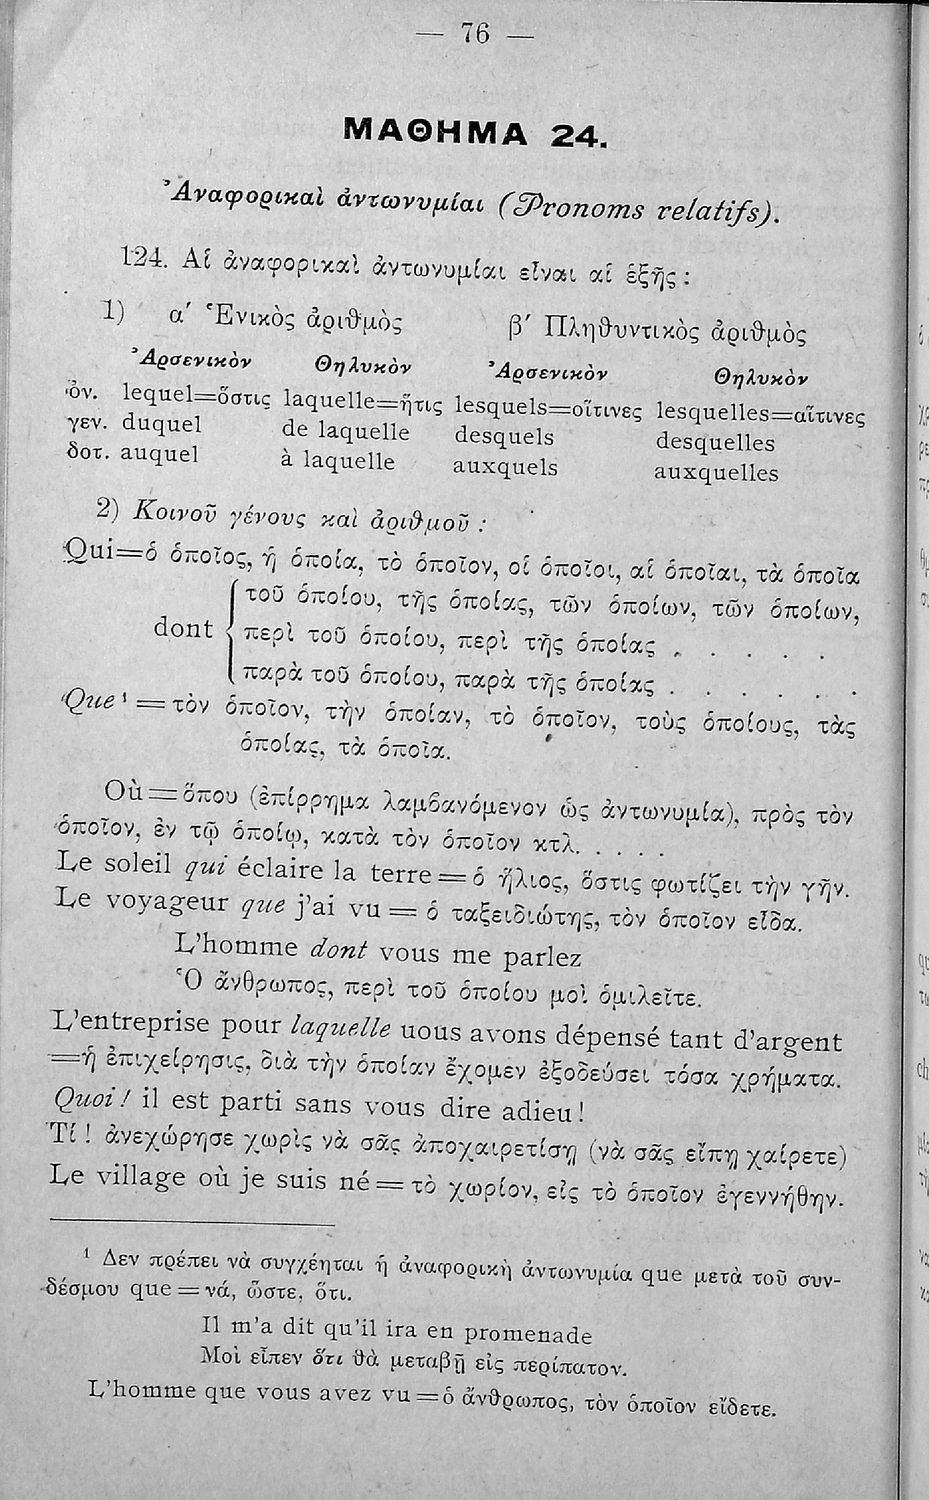 — 76 —
ΜΑΘΗΜΑ 24.
Ἀναφορικαὶ ἀντωνυμίαι (Pronoms relatifs).
124. Αἱ ἀναφορικαὶ ἀντωνυμίαι εἶναι αἱ ἑξῆς :
1) α′ Ἑνικὸς ἀριθμὸς β′ Πληθυντικὸς ἀριθμὸς
Ἀρσενικὸν Θηλυκὸν Ἀρσενικὸν Θηλυκὸν
ὀν. lequel=ὅστις laquelle=ἥτις lesquels=οἵτινες lesquelles=αἵτινες
γεν. duquel de laquelle desquels desquelles
δοτ. auquel à laquelle auxquels auxquelles
2) Κοινοῦ γένους καὶ ἀριθμοῦ :
Qui=ὁ ὁποῖος, ἡ ὁποία, τὸ ὁποῖον, οἱ ὁποῖοι, αἱ ὁποῖαι, τὰ ὁποῖα
τοῦ ὁποίου, τῆς ὁποίας, τῶν ὁποίων, τῶν ὁποίων,
dont { περὶ τοῦ ὁποίου, περὶ τῆς ὁποίας . . . . .
παρὰ τοῦ ὁποίου, παρὰ τῆς ὁποίας . . . . . .
Que ¹ = τὸν ὁποῖον, τὴν ὁποίαν, τὸ ὁποῖον, τοὺς ὁποίους, τὰς
ὁποίας, τὰ ὁποῖα.
Où = ὅπου (ἐπίρρημα λαμβανόμενον ὡς ἀντωνυμία), πρὸς τὸν
ὁποῖον, ἐν τῷ ὁποίῳ, κατὰ τὸν ὁποῖον κτλ. . . . .
Le soleil qui éclaire la terre = ὁ ἥλιος, ὅστις φωτίζει τὴν γῆν.
Le voyageur que j'ai vu = ὁ ταξειδιώτης, τὸν ὁποῖον εἶδα.
L'homme dont vous me parlez
Ὁ ἄνθρωπος, περὶ τοῦ ὁποίου μοὶ ὁμιλεῖτε.
L'entreprise pour laquelle uous avons dépensé tant d'argent
=ἡ ἐπιχείρησις, διὰ τὴν ὁποίαν ἔχομεν ἐξοδεύσει τόσα χρήματα.
Quoi ! il est parti sans vous dire adieu !
Τί ! ἀνεχώρησε χωρὶς νὰ σᾶς ἀποχαιρετίσῃ (νὰ σᾶς εἴπῃ χαίρετε)
Le village où je suis né = τὸ χωρίον, εἰς τὸ ὁποῖον ἐγεννήθην.
¹ Δεν πρέπει νὰ συγχέηται ἡ ἀναφορικὴ ἀντωνυμία que μετὰ τοῦ συν-
δέσμου que = νά, ὥστε, ὅτι.
Il m'a dit qu'il ira en promenade
Μοὶ εἶπεν ὅτι θὰ μεταβῇ εἰς περίπατον.
L'homme que vous avez vu = ὁ ἄνθρωπος, τὸν ὁποῖον εἴδετε.